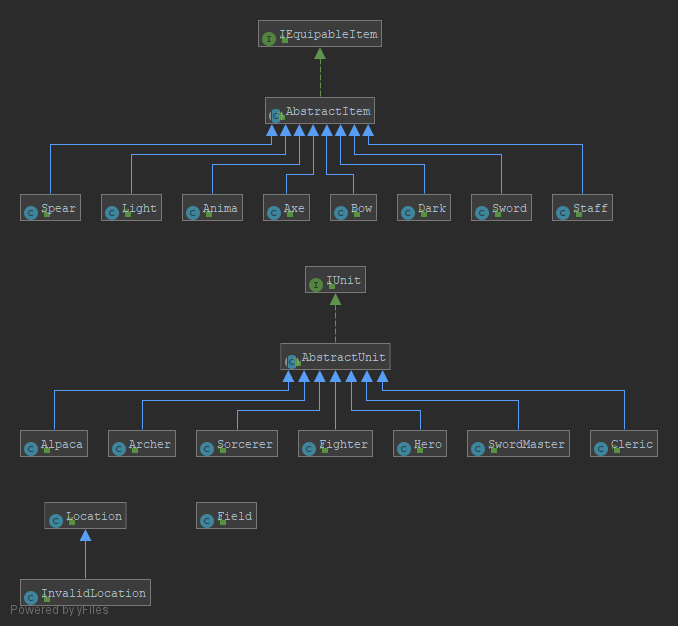 IEquipableItem
AbstractItem
Spear Light Anima Axe Bow Dark Sword Staff
IUnit
AbstractUnit
Alpaca Archer Sorcerer Fighter Hero SwordMaster Cleric
Location Field
InvalidLocation
Powered by yFiles